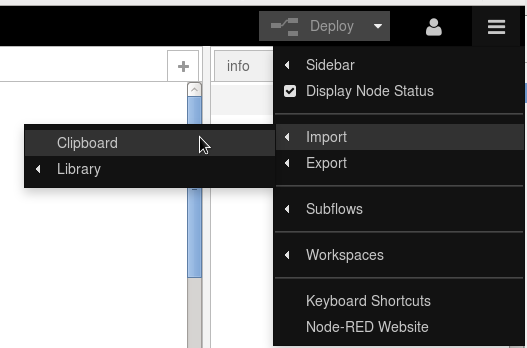 Deploy
info
Sidebar
Display Node Status
Import
Clipboard
Library
Export
Subflows
Workspaces
Keyboard Shortcuts
Node-RED Website